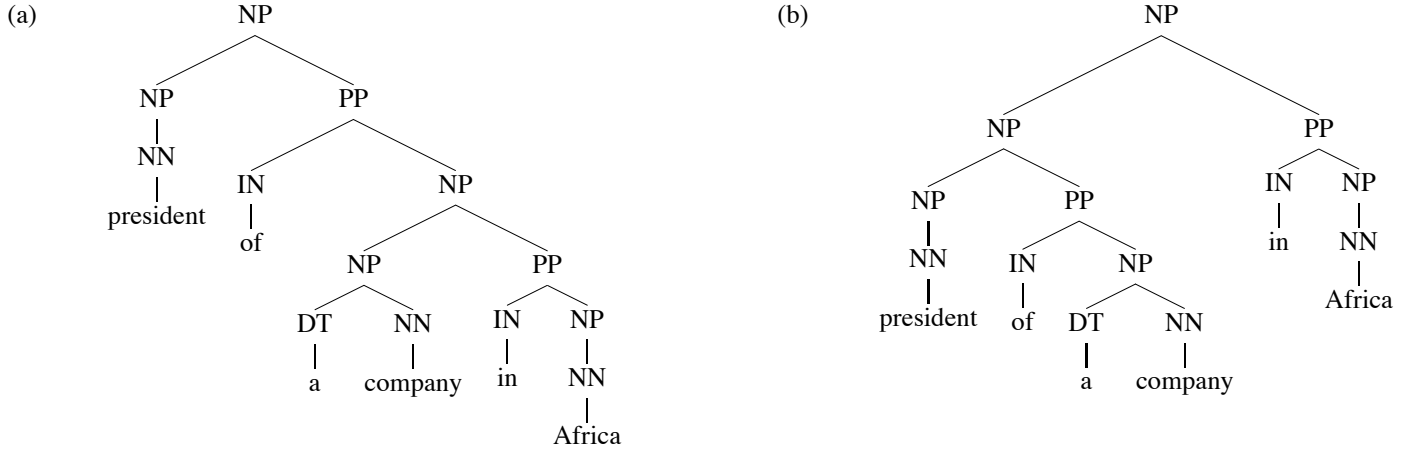 (a) NP (b) NP
NP PP NP PP
NN IN NP NP PP IN NP
president of NN IN NP in NN
NP PP president of DT NN Africa
DT NN IN NP a company
a company in NN
Africa